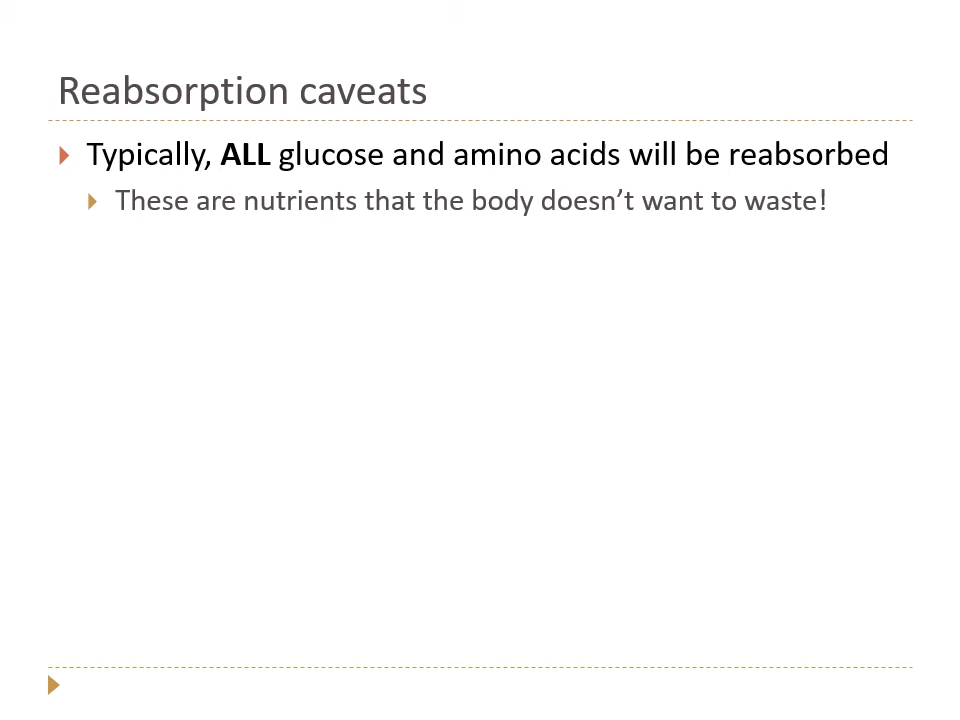 Reabsorption caveats
Typically, ALL glucose and amino acids will be reabsorbed
These are nutrients that the body doesn’t want to waste!